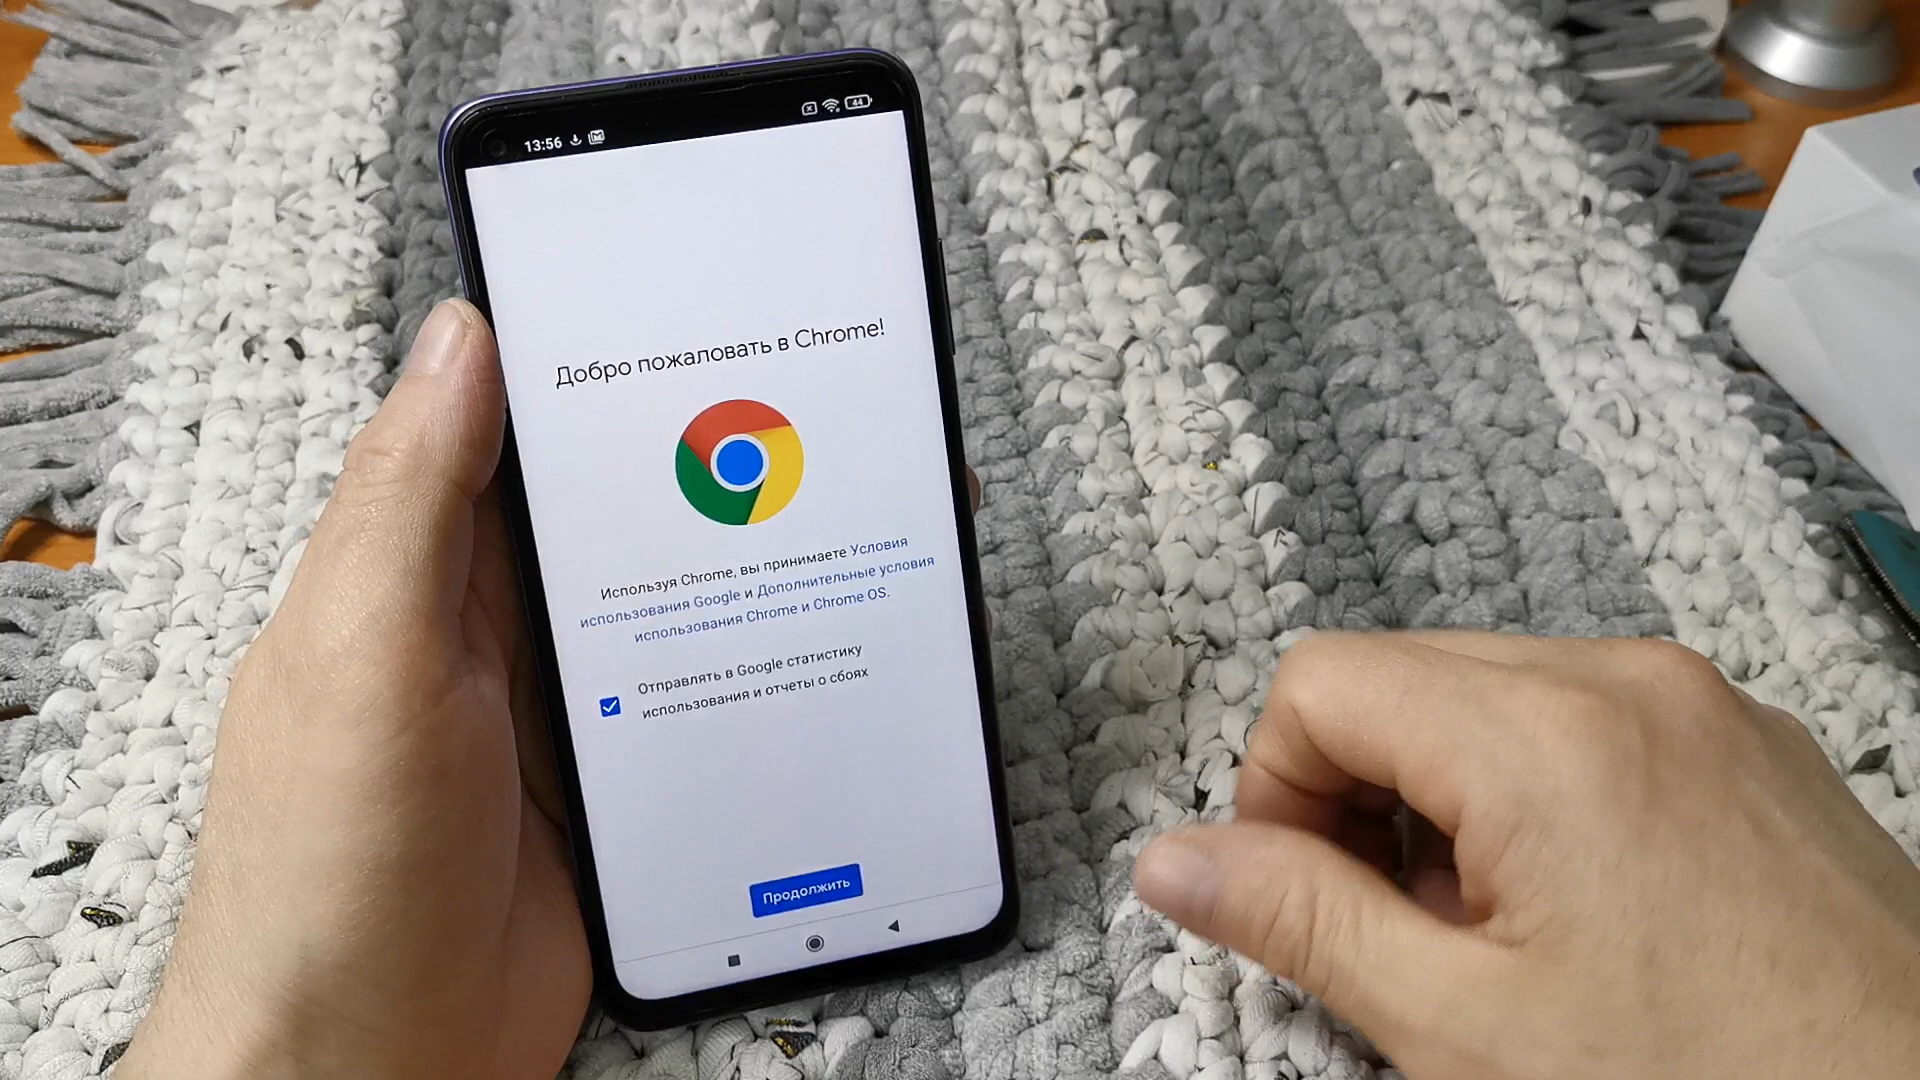 13:56
44
Добро пожаловать в Chrome!
Используя Chrome, вы принимаете Условия
использования Google и Дополнительные условия
использования Chrome и Chrome OS.
Отправлять в Google статистику
использования и отчеты о сбоях
Продолжить